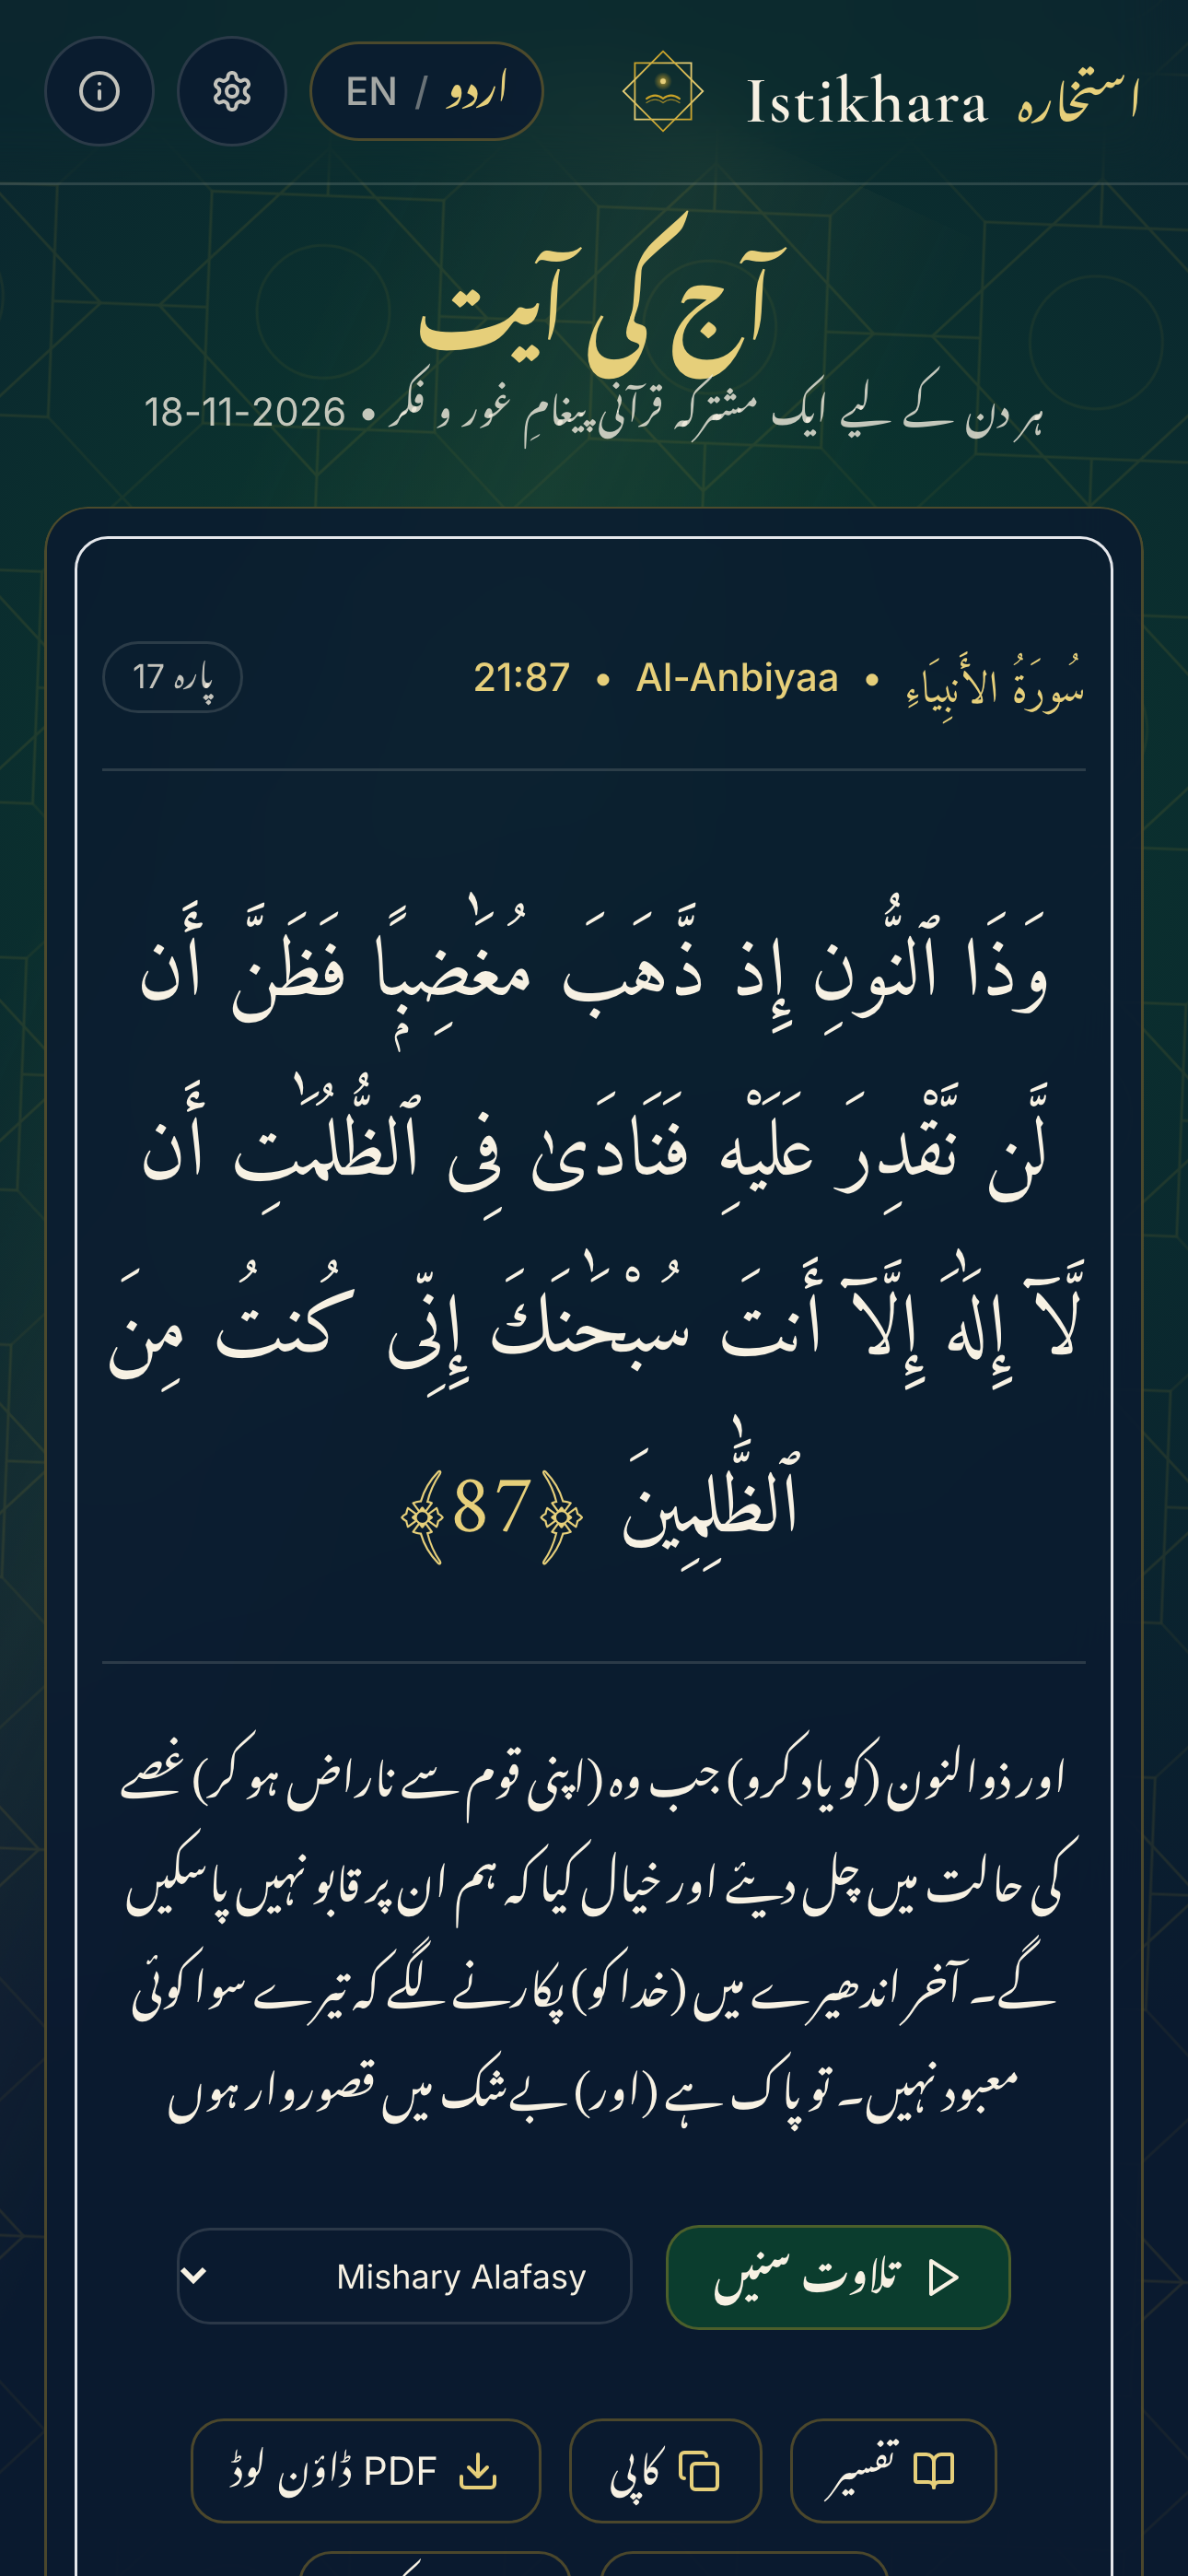 استخارہ Istikhara
اردو / EN
آج کی آیت
ہر دن کے لیے ایک مشترکہ قرآنی پیغامِ غور و فکر • 18-11-2026
سُورَةُ الأَنبِيَاءِ • Al-Anbiyaa • 21:87
پارہ 17
وَذَا ٱلنُّونِ إِذ ذَّهَبَ مُغَٰضِبًۭا فَظَنَّ أَن
لَّن نَّقْدِرَ عَلَيْهِ فَنَادَىٰ فِى ٱلظُّلُمَٰتِ أَن
لَّآ إِلَٰهَ إِلَّآ أَنتَ سُبْحَٰنَكَ إِنِّى كُنتُ مِنَ
ٱلظَّٰلِمِينَ ﴿87﴾
اور ذوالنون (کو یاد کرو) جب وہ (اپنی قوم سے ناراض ہو کر) غصے
کی حالت میں چل دیئے اور خیال کیا کہ ہم ان پر قابو نہیں پاسکیں
گے۔ آخر اندھیرے میں (خدا کو) پکارنے لگے کہ تیرے سوا کوئی
معبود نہیں۔ تو پاک ہے (اور) بےشک میں قصوروار ہوں
تلاوت سنیں
Mishary Alafasy
تفسیر
کاپی
PDF ڈاؤن لوڈ